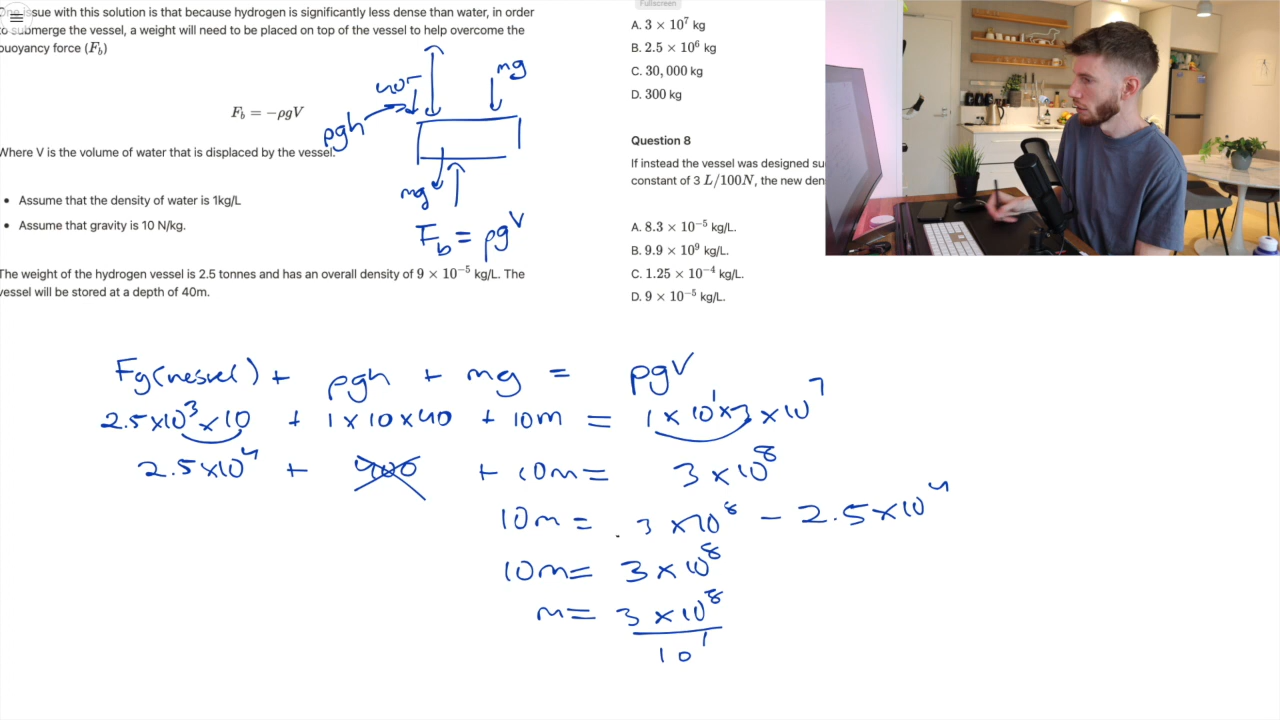 One issue with this solution is that because hydrogen is significantly less dense than water, in order
to submerge the vessel, a weight will need to be placed on top of the vessel to help overcome the
buoyancy force (F_b)
F_b = −ρgV
Where V is the volume of water that is displaced by the vessel.
• Assume that the density of water is 1kg/L
• Assume that gravity is 10 N/kg.
The weight of the hydrogen vessel is 2.5 tonnes and has an overall density of 9 × 10^−5 kg/L. The
vessel will be stored at a depth of 40m.
mg
ρgh
mg
F_b = ρgV
Fullscreen
A. 3 × 10^7 kg
B. 2.5 × 10^6 kg
C. 30, 000 kg
D. 300 kg
Question 8
If instead the vessel was designed su
constant of 3 L/100N, the new den
A. 8.3 × 10^−5 kg/L.
B. 9.9 × 10^9 kg/L.
C. 1.25 × 10^−4 kg/L.
D. 9 × 10^−5 kg/L.
Fg(vessel) + ρgh + mg = ρgV
2.5×10^3 × 10 + 1 × 10 × 40 + 10m = 1 × 10^1 × 3 × 10^7
2.5×10^4 + 400 + 10m = 3 × 10^8
10m = 3 × 10^8 − 2.5×10^4
10m = 3 × 10^8
m = 3 × 10^8
10^1